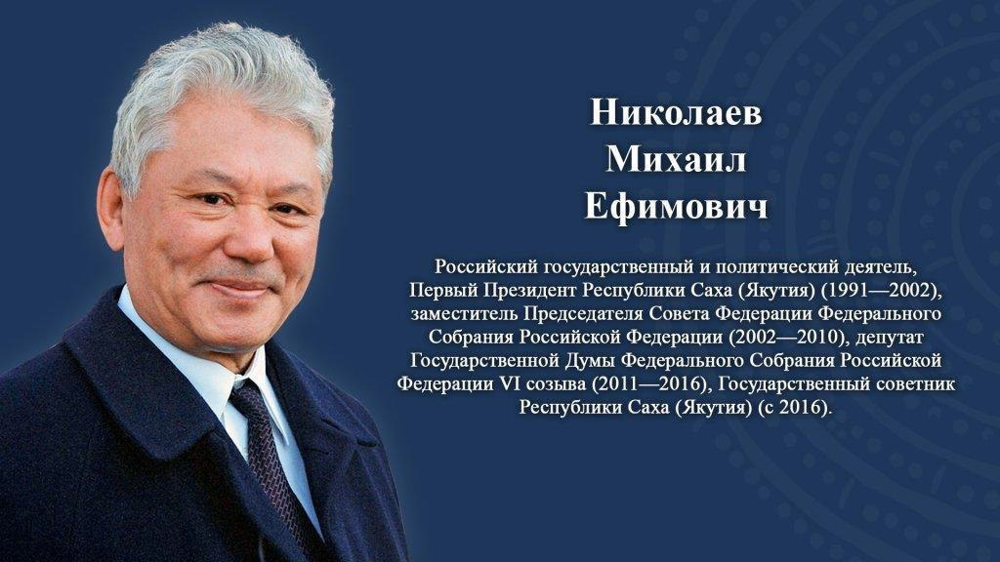 Николаев
Михаил
Ефимович
Российский государственный и политический деятель,
Первый Президент Республики Саха (Якутия) (1991—2002),
заместитель Председателя Совета Федерации Федерального
Собрания Российской Федерации (2002—2010), депутат
Государственной Думы Федерального Собрания Российской
Федерации VI созыва (2011—2016), Государственный советник
Республики Саха (Якутия) (с 2016).